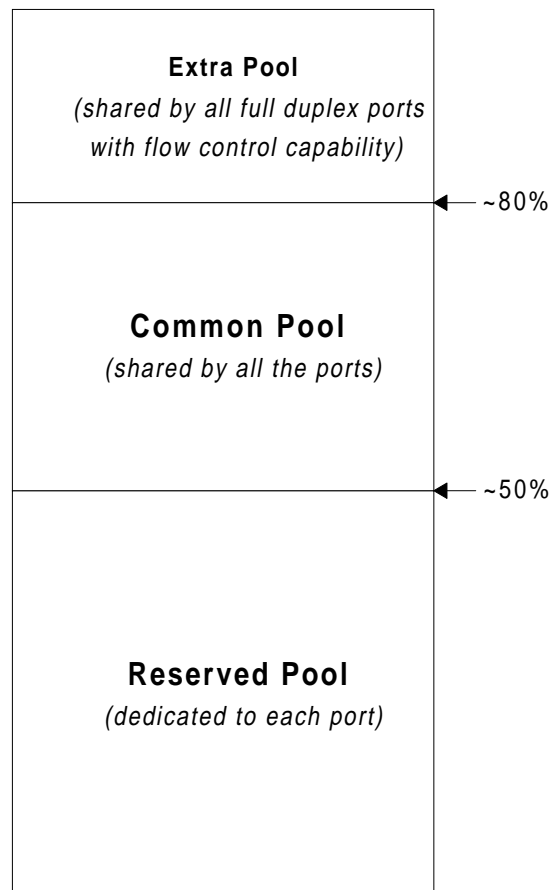 Extra Pool
(shared by all full duplex ports
with flow control capability)
~80%
Common Pool
(shared by all the ports)
~50%
Reserved Pool
(dedicated to each port)